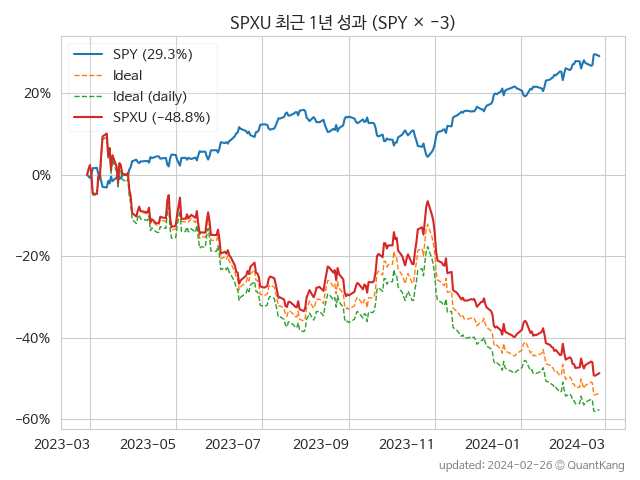 SPXU 최근 1년 성과 (SPY × −3)
SPY (29.3%)
Ideal
Ideal (daily)
SPXU (−48.8%)
20%
0%
−20%
−40%
−60%
2023-03 2023-05 2023-07 2023-09 2023-11 2024-01 2024-03
updated: 2024-02-26 © QuantKang